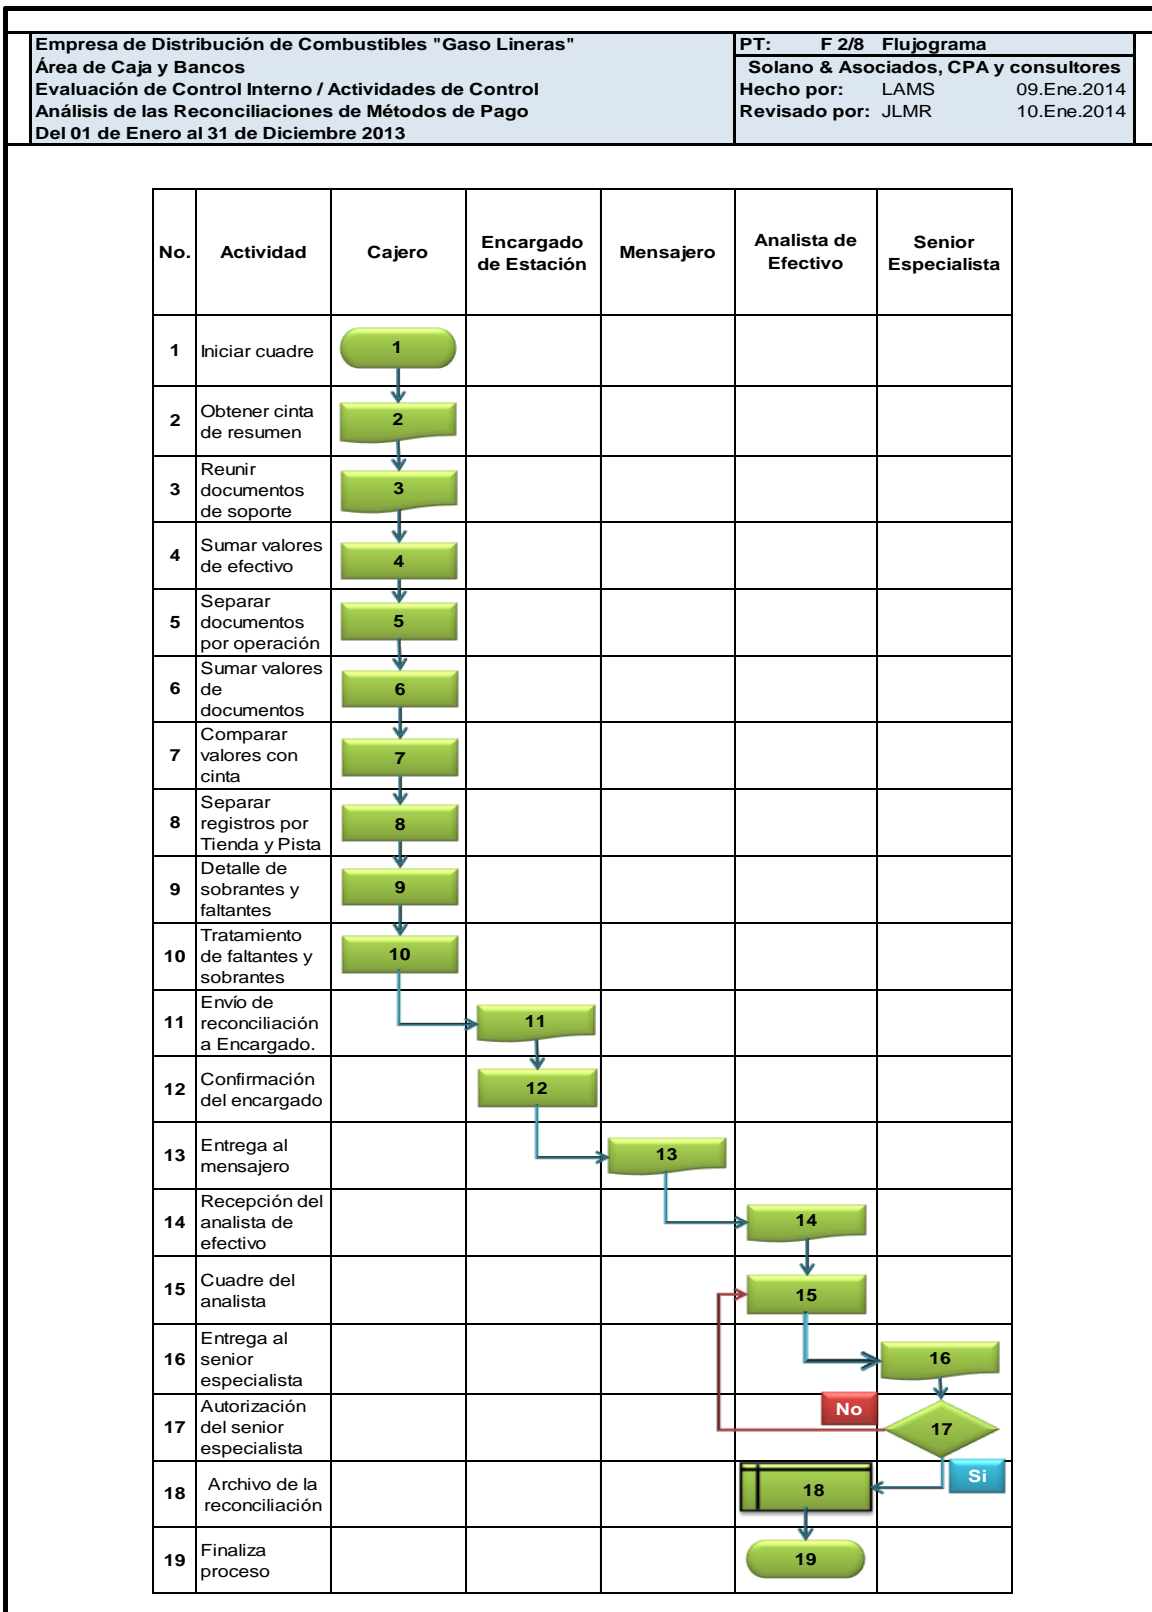 Empresa de Distribución de Combustibles "Gaso Lineras"
Área de Caja y Bancos
Evaluación de Control Interno / Actividades de Control
Análisis de las Reconciliaciones de Métodos de Pago
Del 01 de Enero al 31 de Diciembre 2013
PT: F 2/8 Flujograma
Solano & Asociados, CPA y consultores
Hecho por: LAMS 09.Ene.2014
Revisado por: JLMR 10.Ene.2014
No.
Actividad
Cajero
Encargado
de Estación
Mensajero
Analista de
Efectivo
Senior
Especialista
1
Iniciar cuadre
1
2
Obtener cinta
de resumen
2
3
Reunir
documentos
de soporte
3
4
Sumar valores
de efectivo
4
5
Separar
documentos
por operación
5
6
Sumar valores
de
documentos
6
7
Comparar
valores con
cinta
7
8
Separar
registros por
Tienda y Pista
8
9
Detalle de
sobrantes y
faltantes
9
10
Tratamiento
de faltantes y
sobrantes
10
11
Envío de
reconciliación
a Encargado.
11
12
Confirmación
del encargado
12
13
Entrega al
mensajero
13
14
Recepción del
analista de
efectivo
14
15
Cuadre del
analista
15
16
Entrega al
senior
especialista
16
17
Autorización
del senior
especialista
No
17
18
Archivo de la
reconciliación
18
Si
19
Finaliza
proceso
19